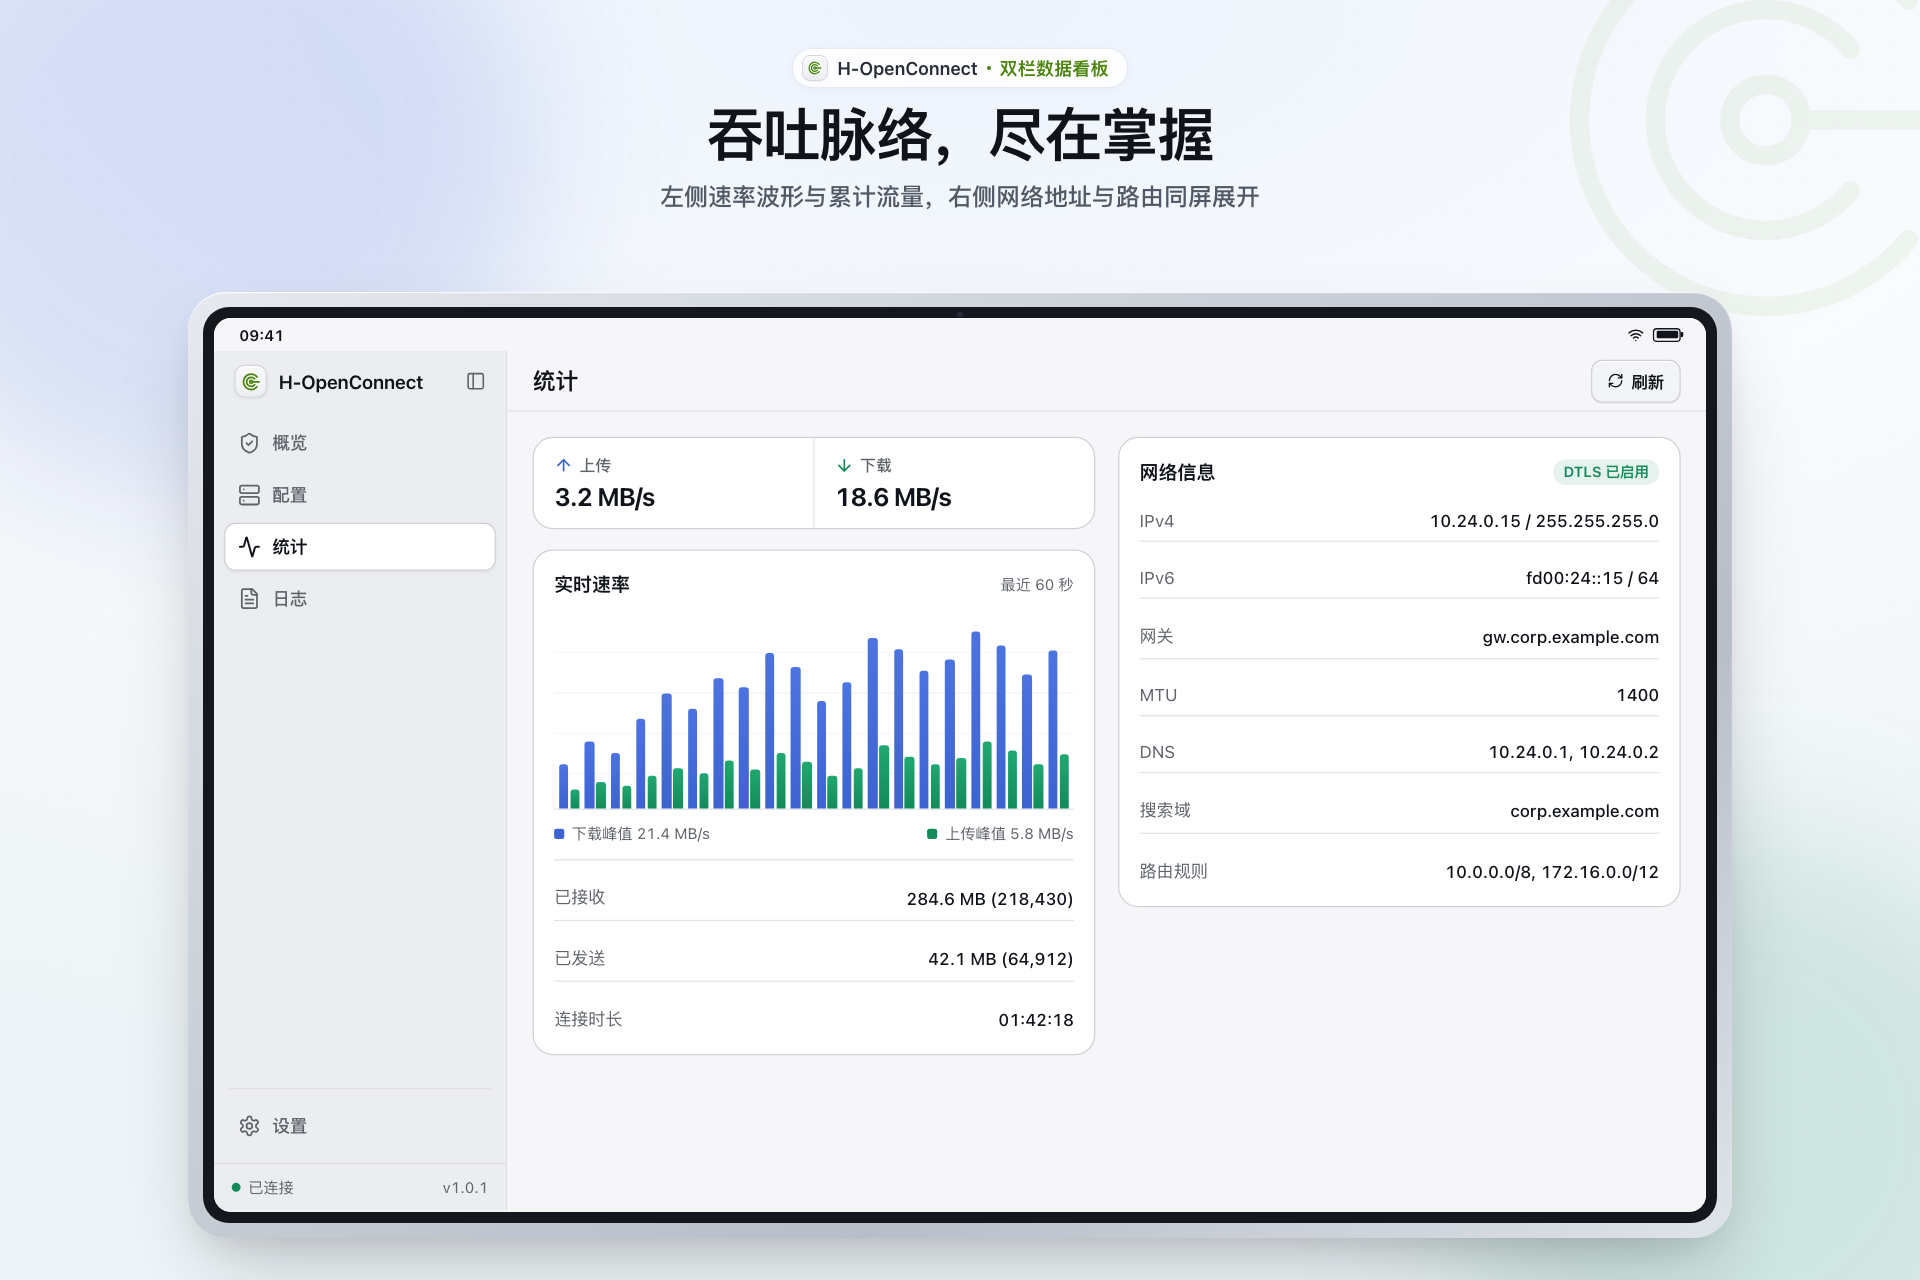 H-OpenConnect · 双栏数据看板
吞吐脉络，尽在掌握
左侧速率波形与累计流量，右侧网络地址与路由同屏展开
09:41
H-OpenConnect
概览
配置
统计
日志
设置
已连接 v1.0.1
统计
刷新
上传
3.2 MB/s
下载
18.6 MB/s
实时速率 最近 60 秒
下载峰值 21.4 MB/s 上传峰值 5.8 MB/s
已接收 284.6 MB (218,430)
已发送 42.1 MB (64,912)
连接时长 01:42:18
网络信息 DTLS 已启用
IPv4 10.24.0.15 / 255.255.255.0
IPv6 fd00:24::15 / 64
网关 gw.corp.example.com
MTU 1400
DNS 10.24.0.1, 10.24.0.2
搜索域 corp.example.com
路由规则 10.0.0.0/8, 172.16.0.0/12